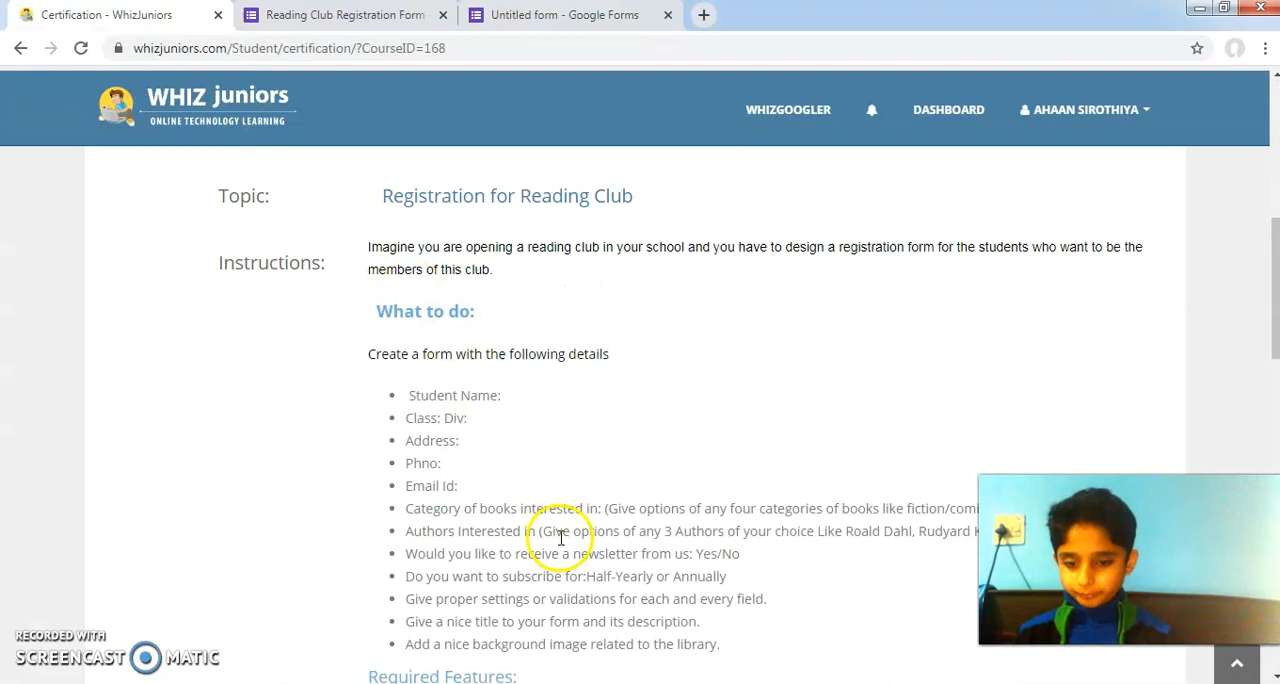 Certification - WhizJuniors
Reading Club Registration Form
Untitled form - Google Forms
whizjuniors.com/Student/certification/?CourseID=168
WHIZ juniors
ONLINE TECHNOLOGY LEARNING
WHIZGOOGLER
DASHBOARD
AHAAN SIROTHIYA
Topic:
Registration for Reading Club
Instructions:
Imagine you are opening a reading club in your school and you have to design a registration form for the students who want to be the
members of this club.
What to do:
Create a form with the following details
• Student Name:
• Class: Div:
• Address:
• Phno:
• Email Id:
• Category of books interested in: (Give options of any four categories of books like fiction/comi
• Authors Interested in (Give options of any 3 Authors of your choice Like Roald Dahl, Rudyard K
• Would you like to receive a newsletter from us: Yes/No
• Do you want to subscribe for:Half-Yearly or Annually
• Give proper settings or validations for each and every field.
• Give a nice title to your form and its description.
• Add a nice background image related to the library.
Required Features:
RECORDED WITH
SCREENCAST MATIC